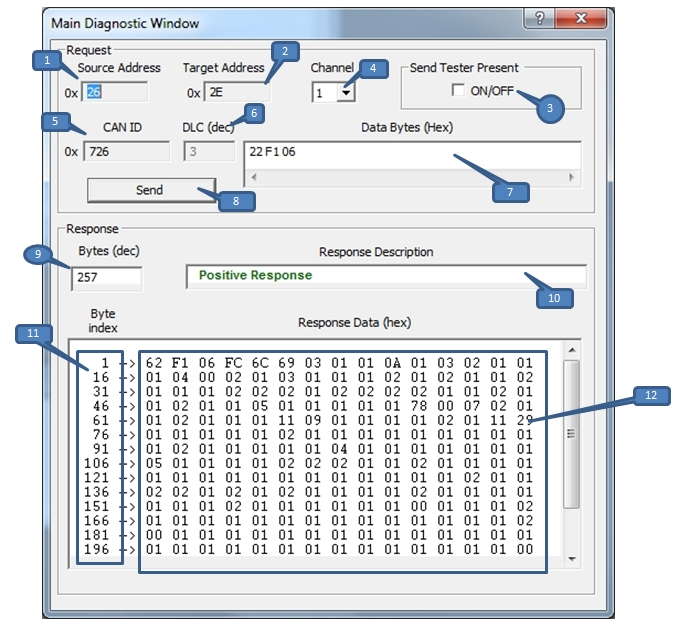 Main Diagnostic Window
?
Request
1
2
4
Source Address
Target Address
Channel
Send Tester Present
0x 26
0x 2E
1
ON/OFF
3
5
6
CAN ID
DLC (dec)
Data Bytes (Hex)
0x 726
3
22 F1 06
7
Send
8
Response
9
Bytes (dec)
Response Description
257
Positive Response
10
Byte
index
Response Data (hex)
11
12
1 -> 62 F1 06 FC 6C 69 03 01 01 0A 01 03 02 01 01
16 -> 01 04 00 02 01 03 01 01 01 02 01 02 01 01 02
31 -> 01 01 02 02 02 02 01 02 02 02 02 01 02 02 01
46 -> 02 01 01 01 05 01 01 01 01 01 78 00 07 02 01
61 -> 01 02 01 01 01 11 09 01 01 01 01 02 01 11 29
76 -> 01 01 01 01 01 02 01 01 01 01 01 01 01 01 01
91 -> 01 02 01 01 01 01 01 04 01 01 01 01 01 01 01
106 -> 05 01 01 01 01 02 02 02 01 01 02 01 01 01 01
121 -> 01 01 01 01 01 01 01 01 01 01 01 01 02 01 01
136 -> 02 02 01 02 01 02 01 01 01 01 02 01 01 01 01
151 -> 01 01 01 02 01 01 01 01 01 01 00 01 01 01 02
166 -> 01 01 01 01 01 01 01 01 01 01 01 01 01 01 02
181 -> 00 01 01 01 01 01 01 01 01 01 01 01 01 01 01
196 -> 01 01 01 01 01 01 01 01 01 01 01 01 01 01 00